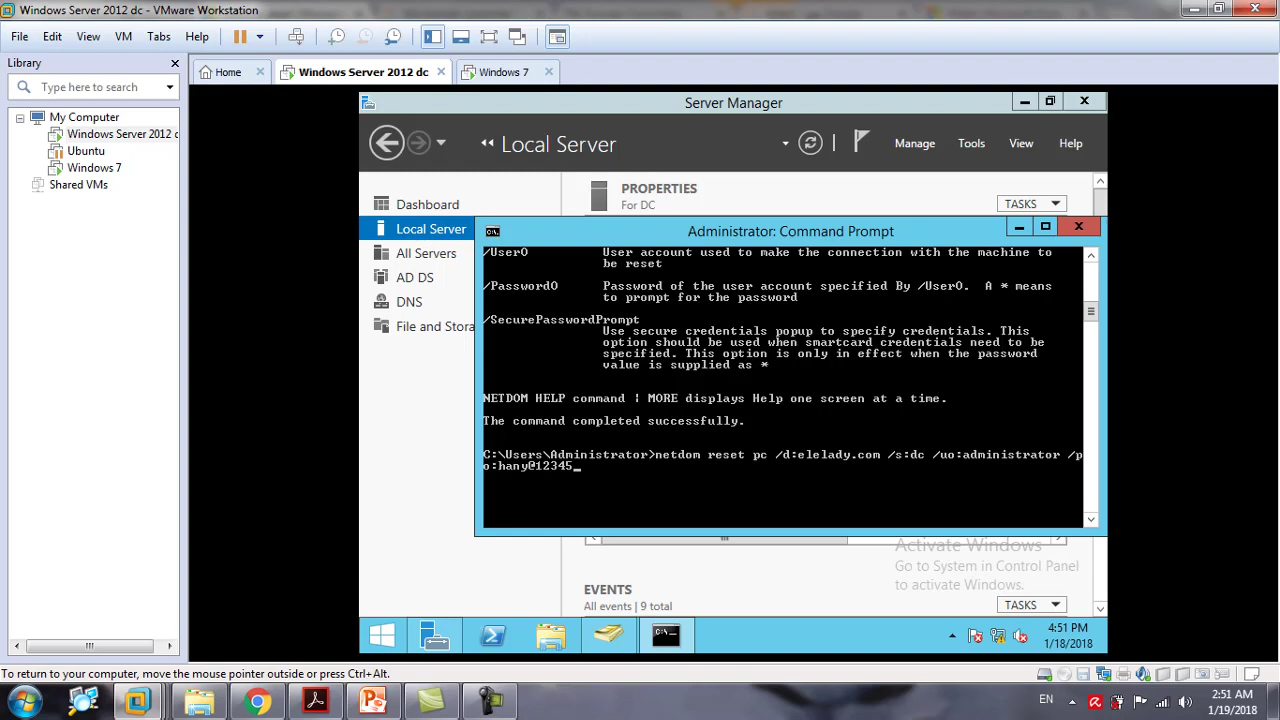 Windows Server 2012 dc - VMware Workstation
File Edit View VM Tabs Help
Library
Type here to search
My Computer
Windows Server 2012 d
Ubuntu
Windows 7
Shared VMs
Home
Windows Server 2012 dc
Windows 7
Server Manager
Local Server
Manage Tools View Help
Dashboard
Local Server
All Servers
AD DS
DNS
File and Stora
PROPERTIES
For DC
TASKS
Administrator: Command Prompt
/UserO User account used to make the connection with the machine to
be reset
/PasswordO Password of the user account specified By /UserO. A * means
to prompt for the password
/SecurePasswordPrompt
Use secure credentials popup to specify credentials. This
option should be used when smartcard credentials need to be
specified. This option is only in effect when the password
value is supplied as *
NETDOM HELP command | MORE displays Help one screen at a time.
The command completed successfully.
C:\Users\Administrator>netdom reset pc /d:elelady.com /s:dc /uo:administrator /p
o:hany@12345_
Activate Windows
Go to System in Control Panel
to activate Windows.
EVENTS
All events | 9 total
TASKS
4:51 PM
1/18/2018
To return to your computer, move the mouse pointer outside or press Ctrl+Alt.
EN
2:51 AM
1/19/2018